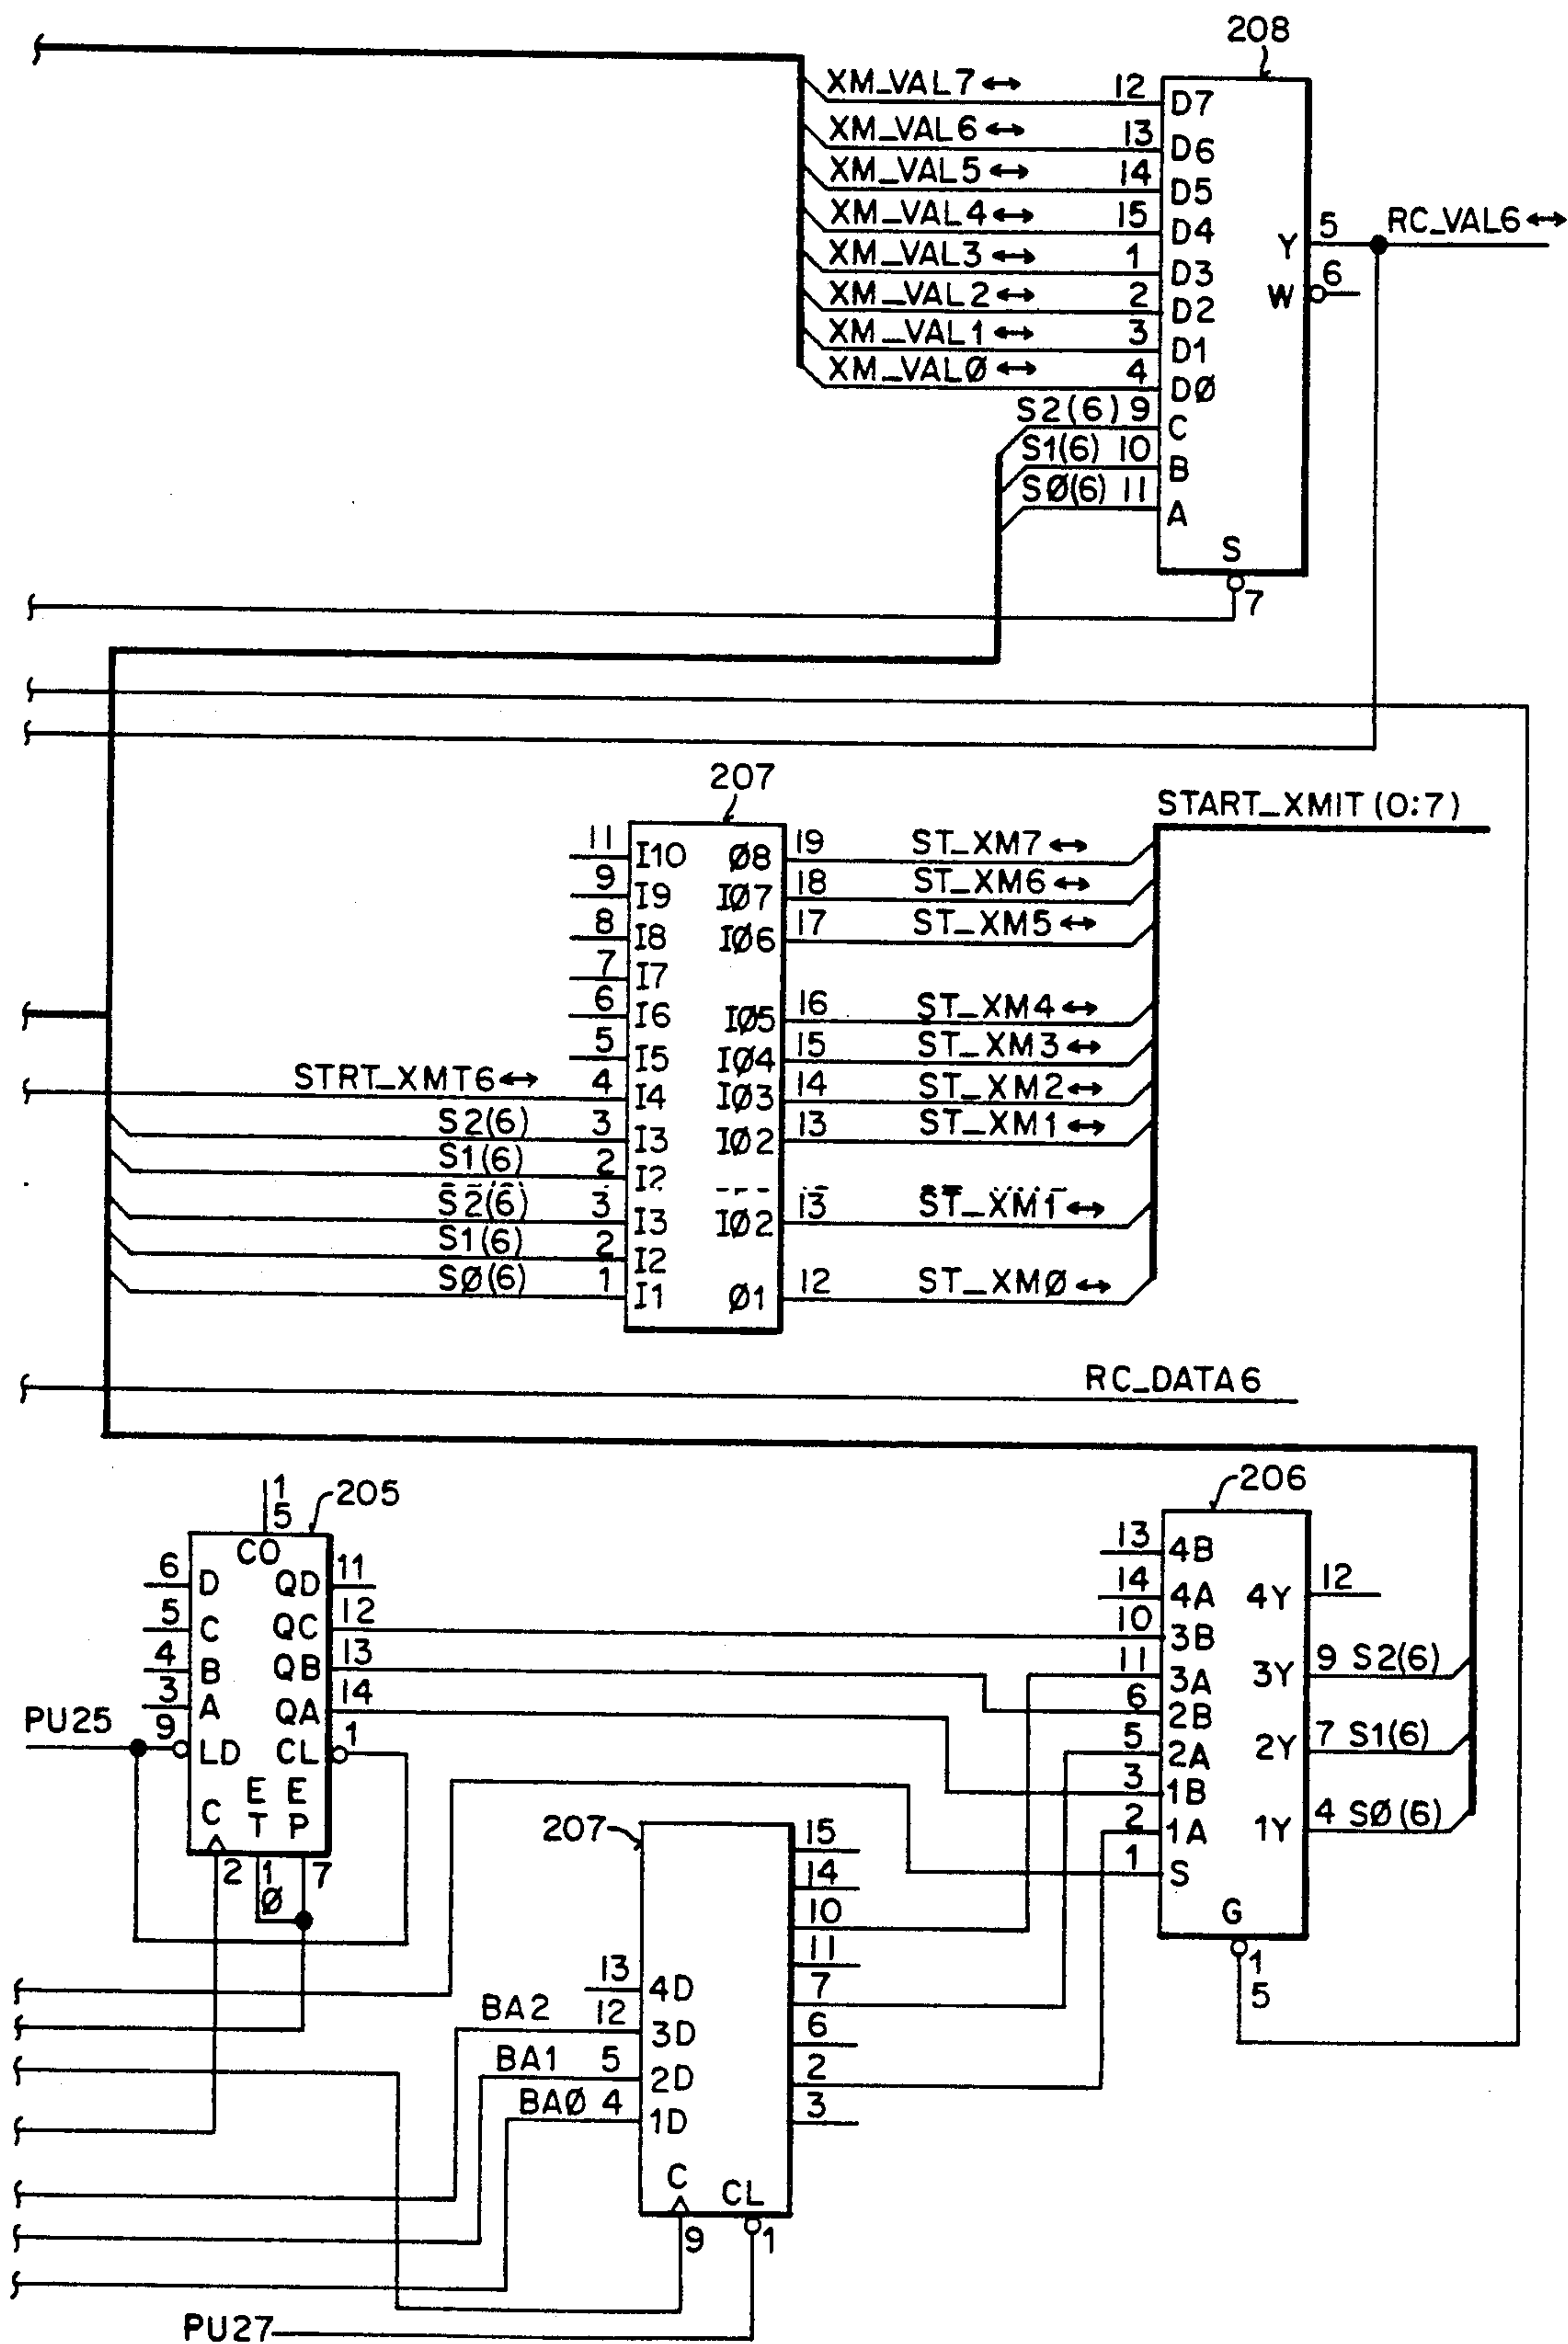 208
XM_VAL7↔ 12 D7
XM_VAL6↔ 13 D6
XM_VAL5↔ 14 D5
XM_VAL4↔ 15 D4
XM_VAL3↔ 1 D3
XM_VAL2↔ 2 D2
XM_VAL1↔ 3 D1
XM_VALØ↔ 4 DØ
S2(6) 9 C
S1(6) 10 B
SØ(6) 11 A
Y 5 RC_VAL6↔
W 6
S
7
207
START_XMIT (0:7)
11 I10 Ø8 19 ST_XM7↔
9 I9 IØ7 18 ST_XM6↔
8 I8 IØ6 17 ST_XM5↔
7 I7
6 I6 IØ5 16 ST_XM4↔
5 I5 IØ4 15 ST_XM3↔
STRT_XMT6↔ 4 I4 IØ3 14 ST_XM2↔
S2(6) 3 I3 IØ2 13 ST_XM1↔
S1(6) 2 I2
S2(6) 3 I3 IØ2 13 ST_XM1↔
S1(6) 2 I2
SØ(6) 1 I1 Ø1 12 ST_XMØ↔
RC_DATA6
205
1
5
CO
6 D QD 11
5 C QC 12
4 B QB 13
3 A QA 14
PU25 9 LD CL 1
C E E
T P
2 1 7
Ø
206
13 4B
14 4A 4Y 12
10 3B
11 3A 3Y 9 S2(6)
6 2B
5 2A 2Y 7 S1(6)
3 1B
2 1A 1Y 4 SØ(6)
1 S
G
1
5
207
15
14
10
11
13 4D 7
BA2 12 3D 6
BA1 5 2D 2
BAØ 4 1D 3
C CL
9 1
PU27